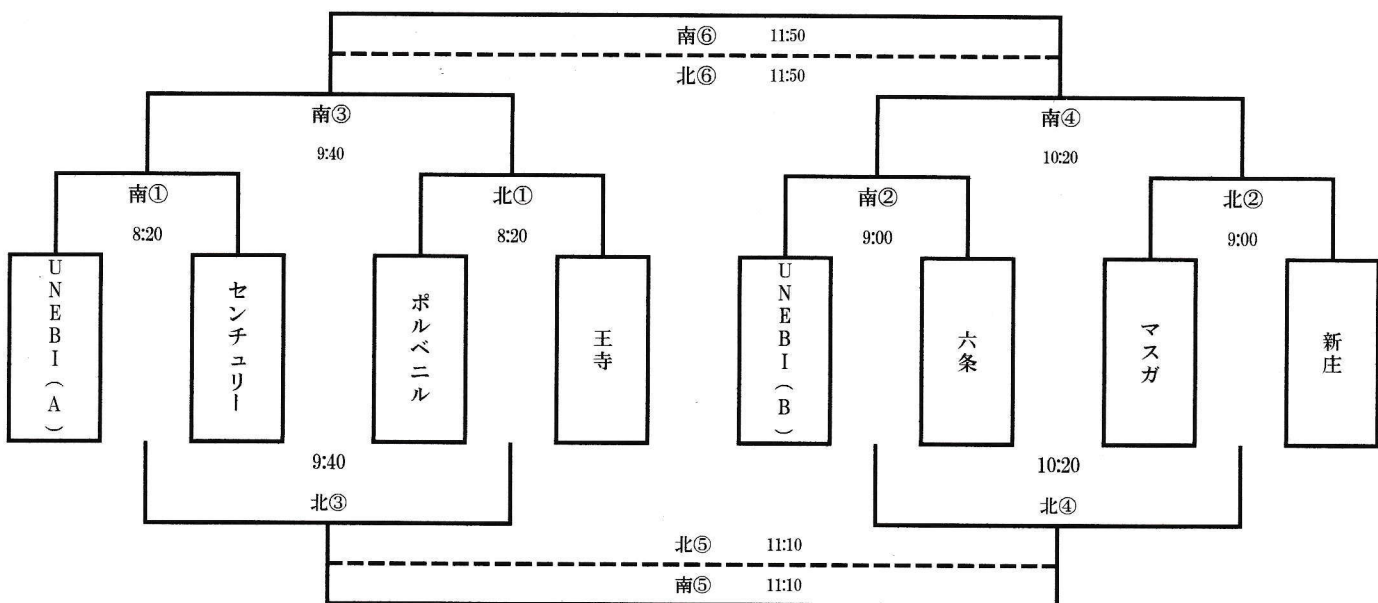 南⑥ 11:50
北⑥ 11:50
南③
9:40
南④
10:20
南①
8:20
北①
8:20
南②
9:00
北②
9:00
UNEBI(A)
センチュリー
ポルベニル
王寺
UNEBI(B)
六条
マスガ
新庄
9:40
北③
10:20
北④
北⑤ 11:10
南⑤ 11:10